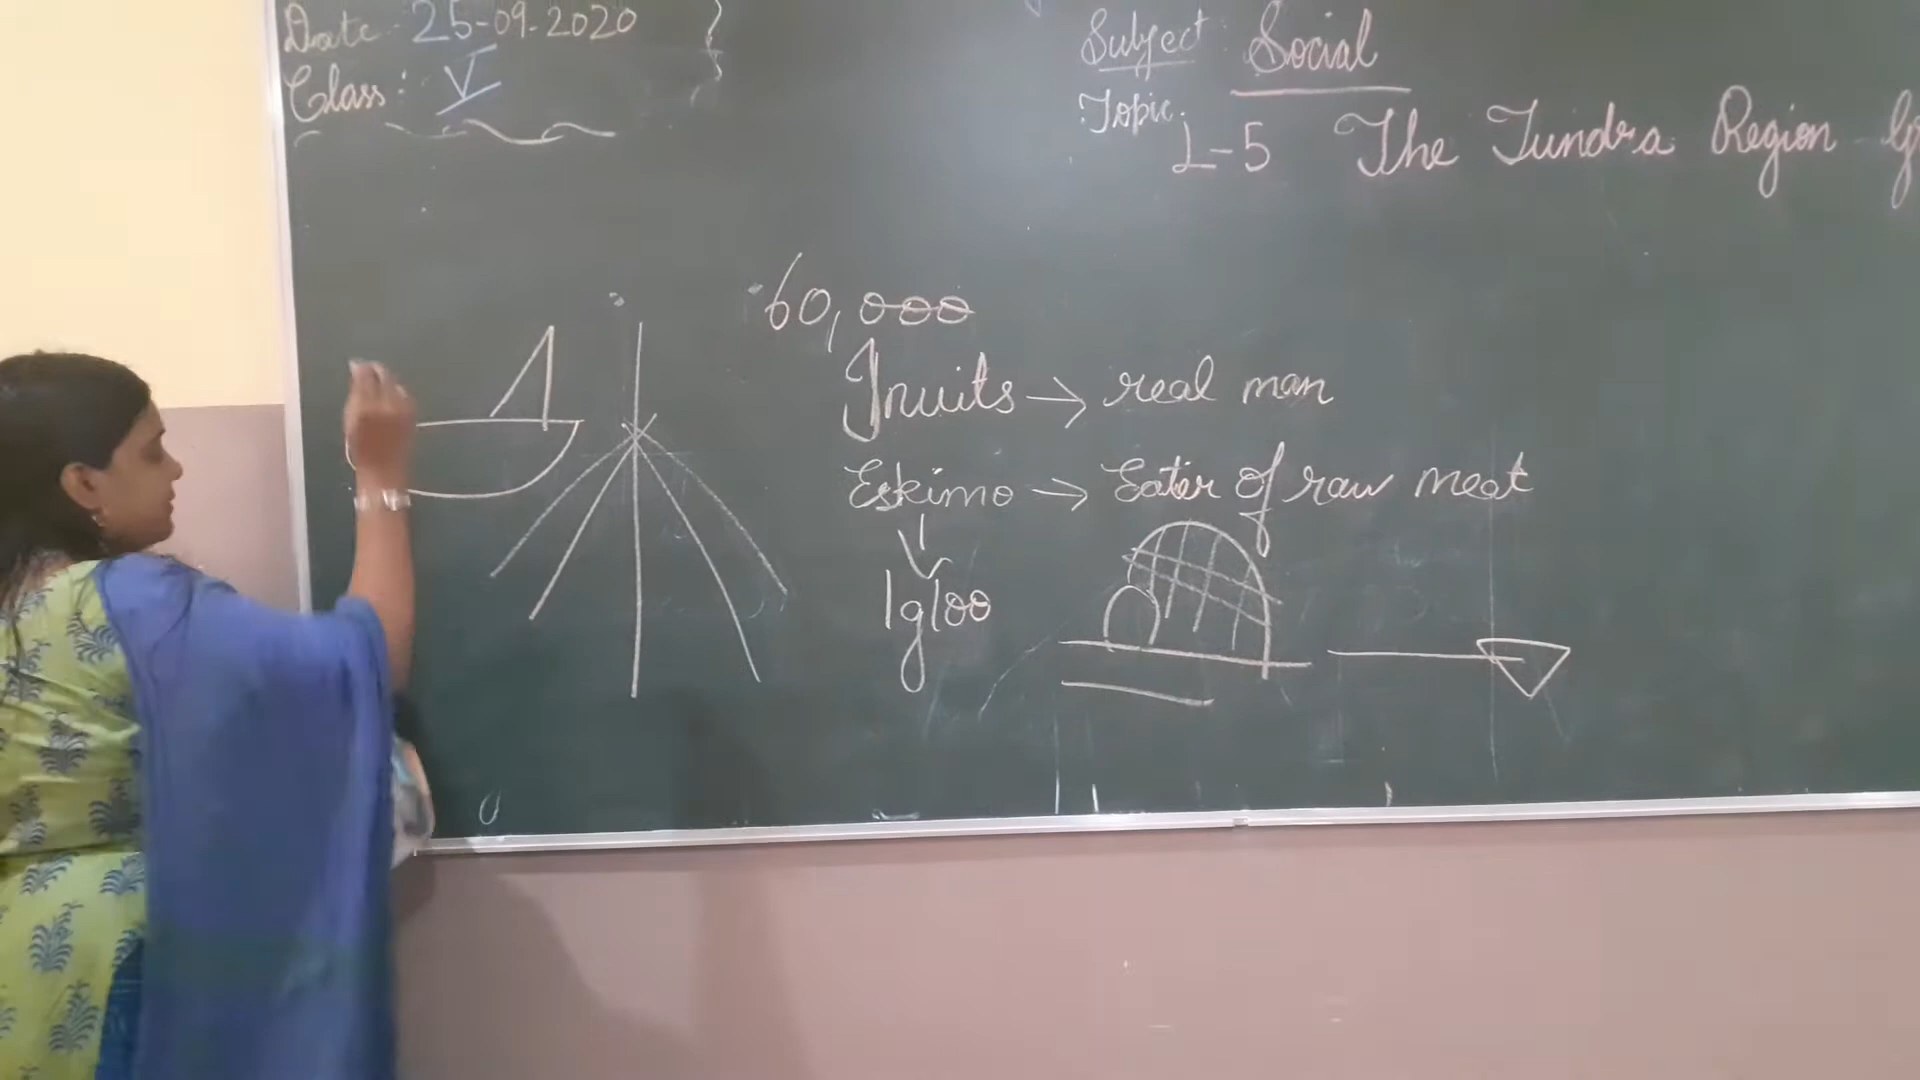 Date: 25-09-2020
Class: V
Subject: Social
Topic.
L-5 The Tundra Region
60,000
Inuits → real man
Eskimo → Eater of raw meat
Igloo